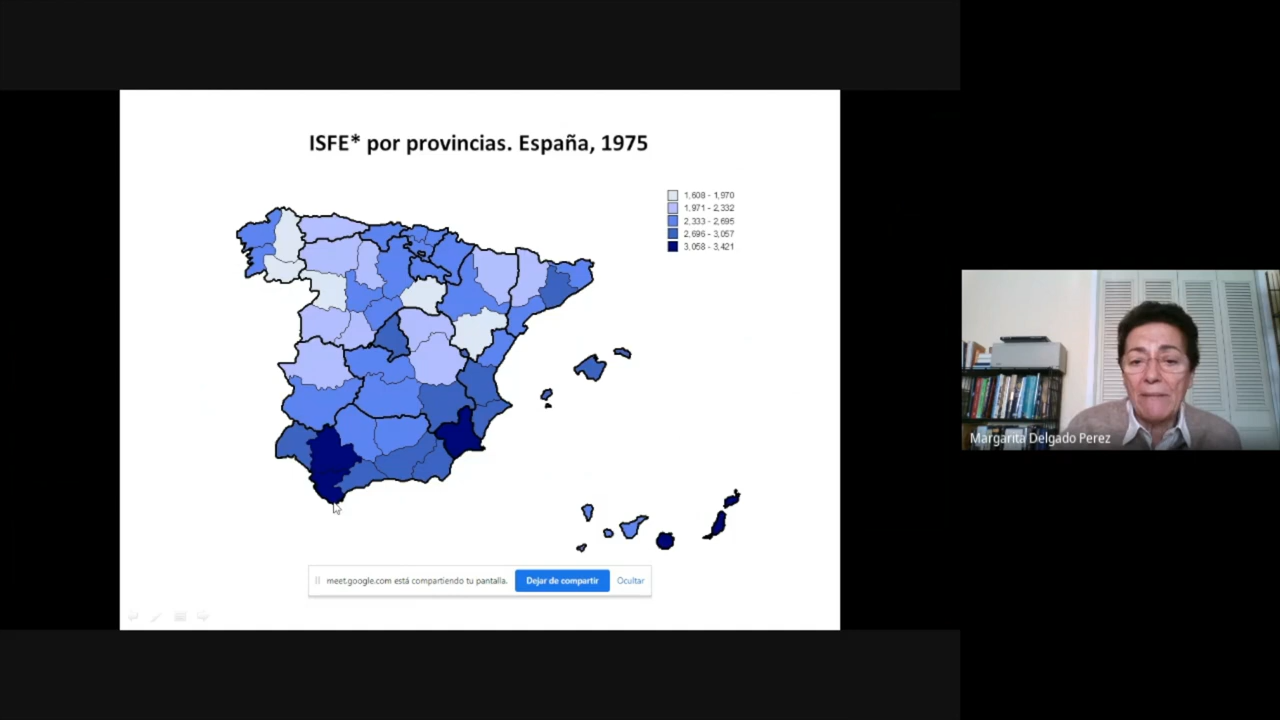 ISFE* por provincias. España, 1975
1,608 - 1,970
1,971 - 2,332
2,333 - 2,695
2,696 - 3,057
3,058 - 3,421
meet.google.com está compartiendo tu pantalla.
Dejar de compartir
Ocultar
Margarita Delgado Perez